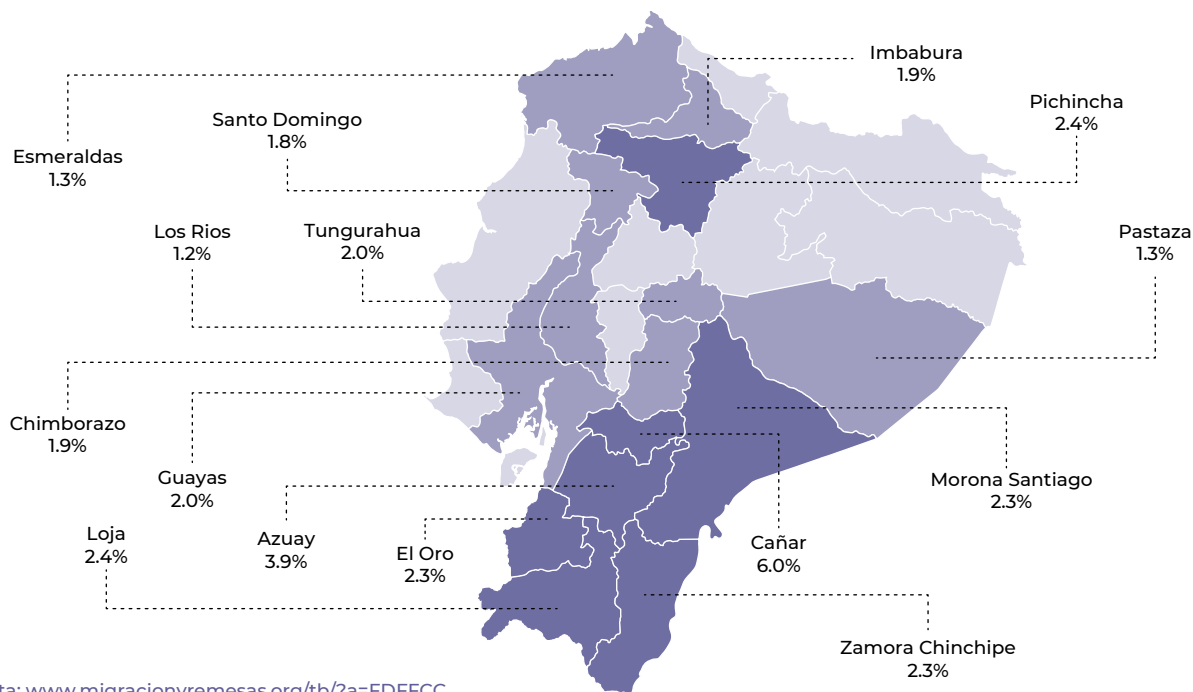 Imbabura
1.9%
Pichincha
2.4%
Santo Domingo
1.8%
Esmeraldas
1.3%
Los Rios
1.2%
Tungurahua
2.0%
Pastaza
1.3%
Chimborazo
1.9%
Guayas
2.0%
Morona Santiago
2.3%
Loja
2.4%
Azuay
3.9%
El Oro
2.3%
Cañar
6.0%
Zamora Chinchipe
2.3%